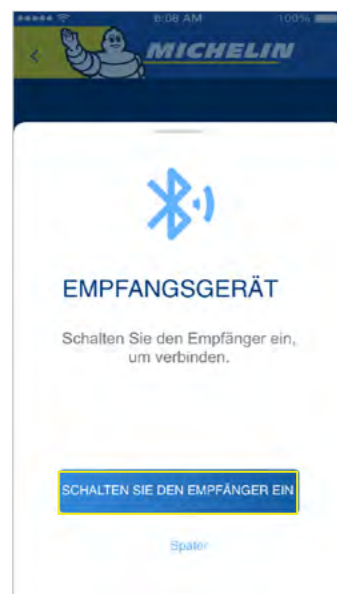 6:08 AM
100%
MICHELIN
EMPFANGSGERÄT
Schalten Sie den Empfänger ein,
um verbinden.
SCHALTEN SIE DEN EMPFÄNGER EIN
Später